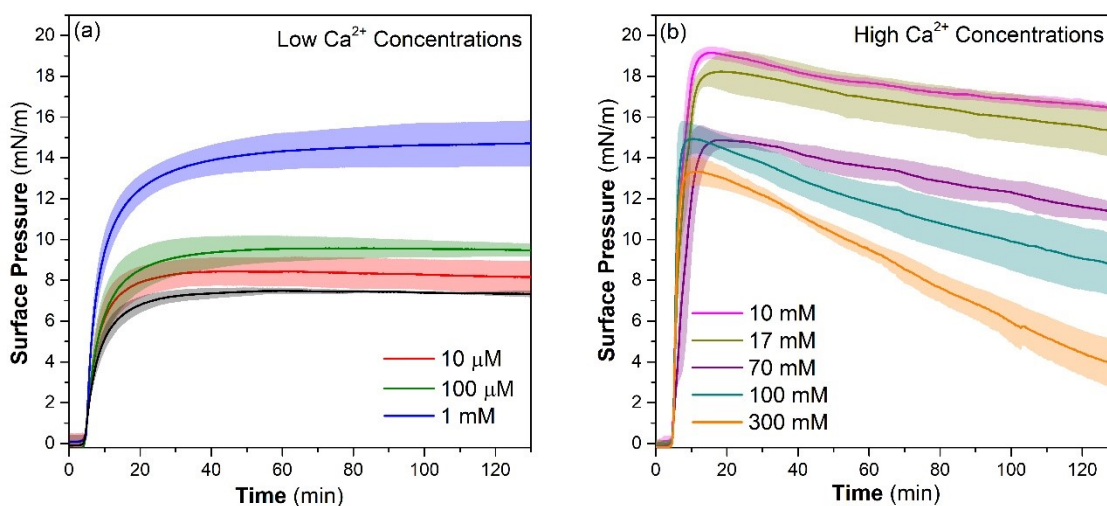 (a)
Low Ca²⁺ Concentrations
Surface Pressure (mN/m)
20
18
16
14
12
10
8
6
4
2
0
10 μM
100 μM
1 mM
0 20 40 60 80 100 120
Time (min)
(b)
High Ca²⁺ Concentrations
Surface Pressure (mN/m)
20
18
16
14
12
10
8
6
4
2
0
10 mM
17 mM
70 mM
100 mM
300 mM
0 20 40 60 80 100 120
Time (min)